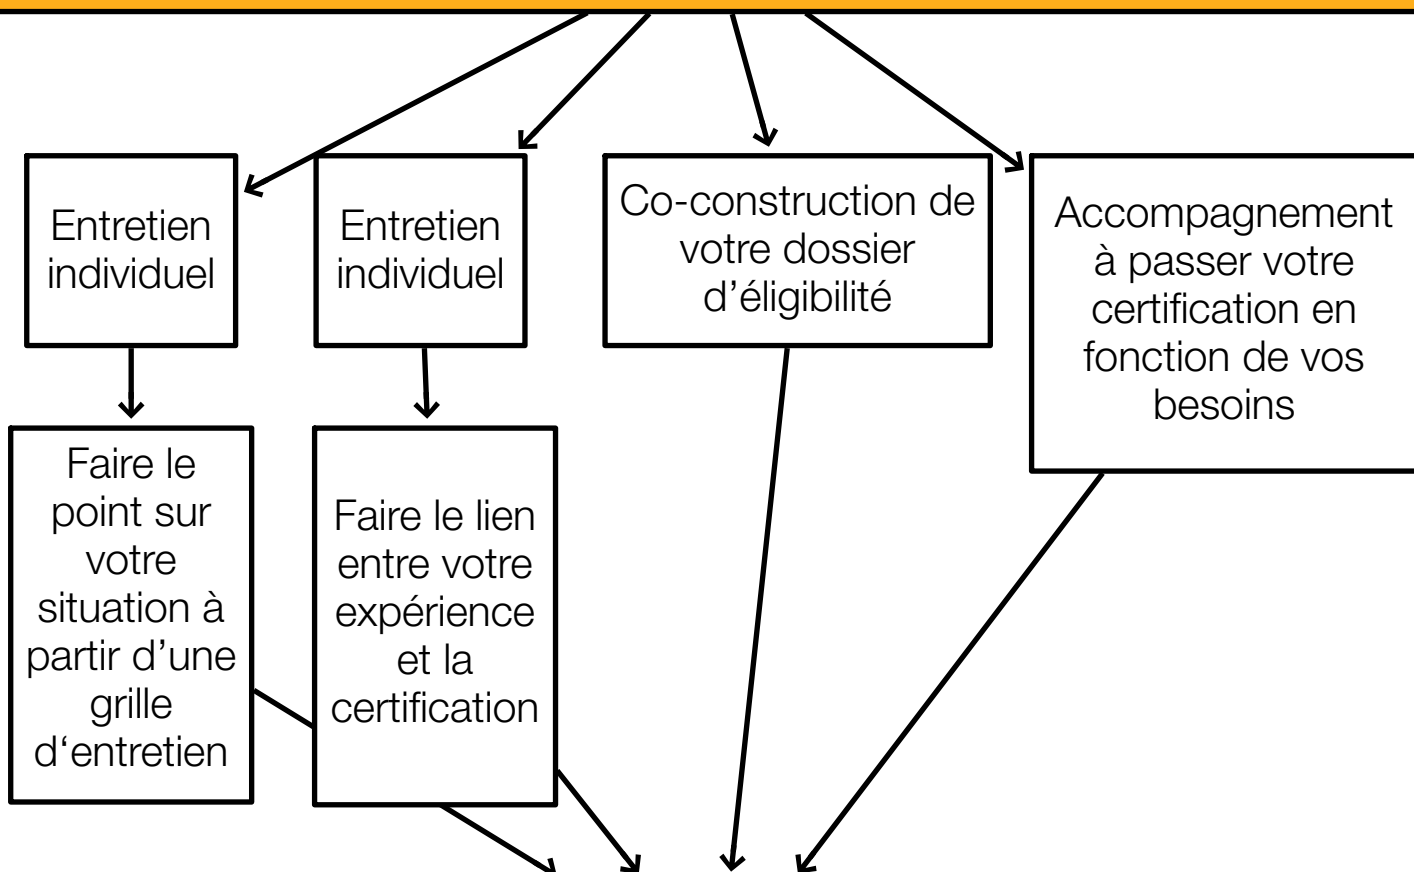 Entretien
individuel
Entretien
individuel
Co-construction de
votre dossier
d’éligibilité
Accompagnement
à passer votre
certification en
fonction de vos
besoins
Faire le
point sur
votre
situation à
partir d’une
grille
d‘entretien
Faire le lien
entre votre
expérience
et la
certification